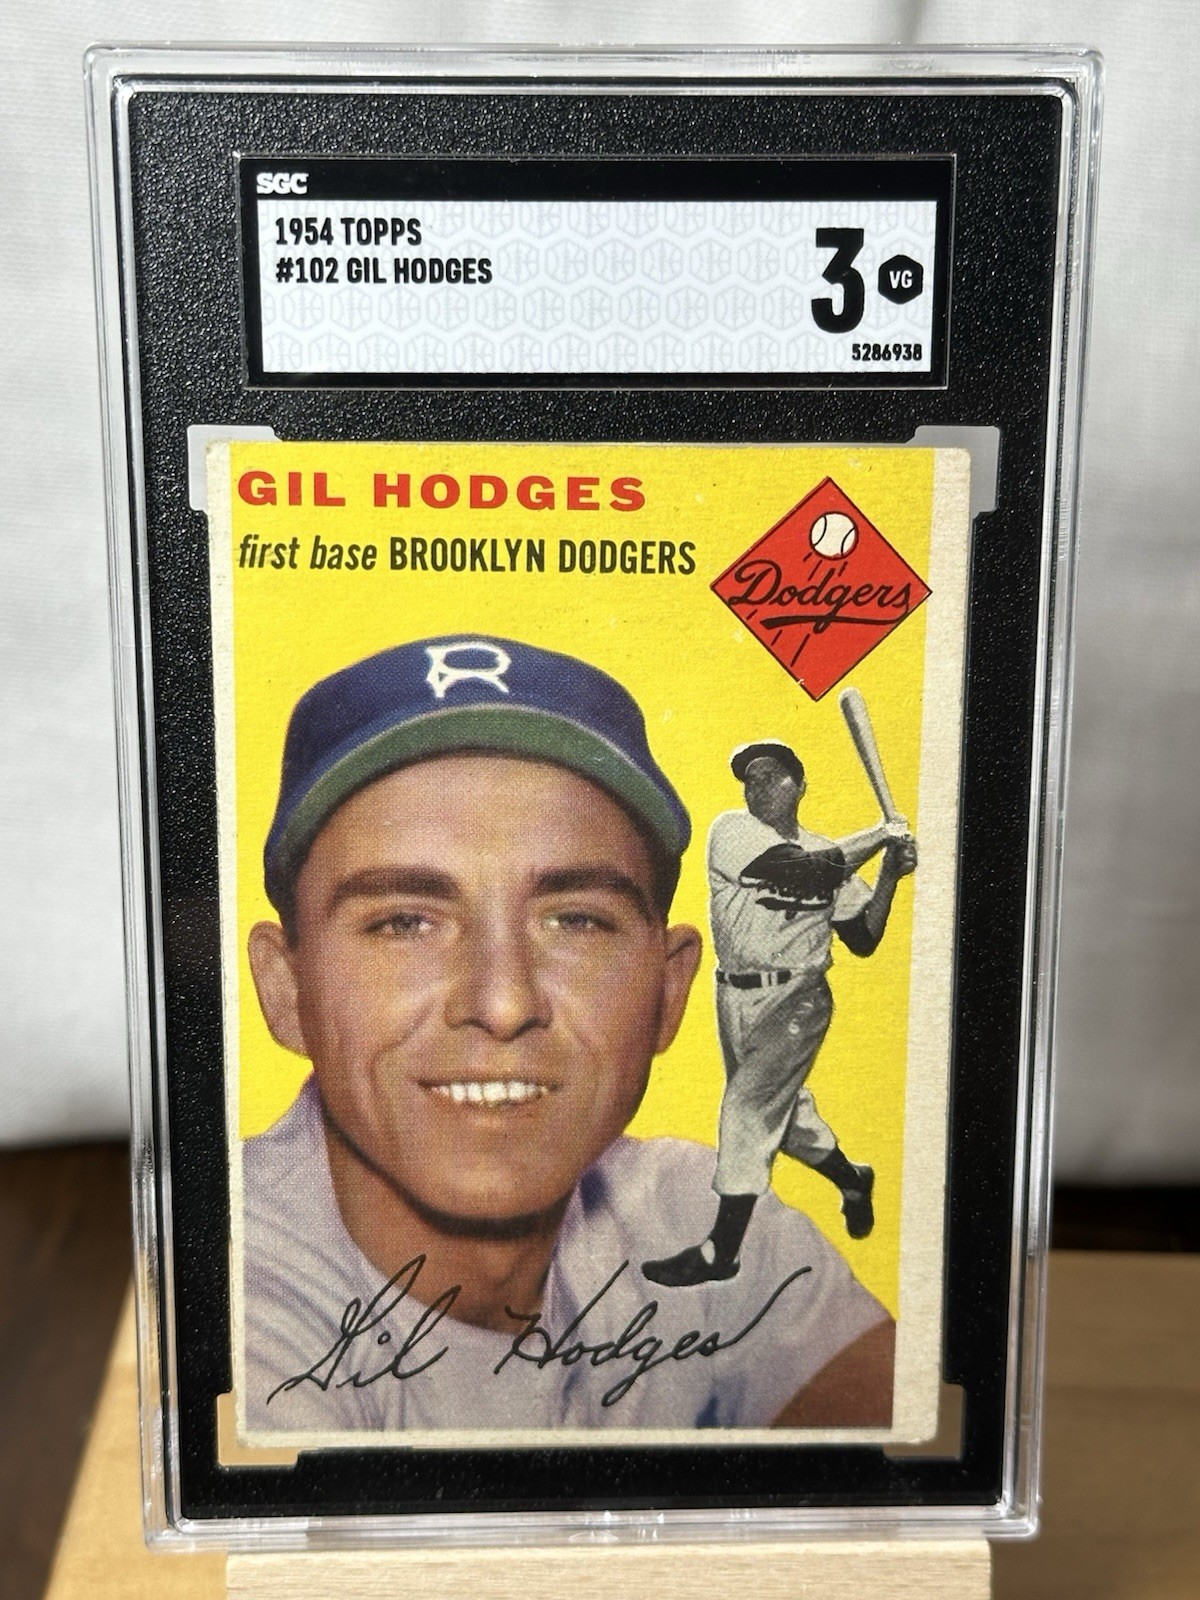 SGC
1954 TOPPS
#102 GIL HODGES
3 VG
5286938
GIL HODGES
first base BROOKLYN DODGERS
Dodgers
B
Gil Hodges